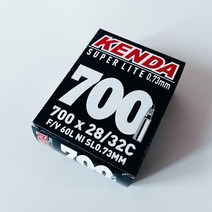 KENDA
SUPER LITE 0.73mm
700
700 x 28/32C
F/V 60L NI SL0.73MM
700